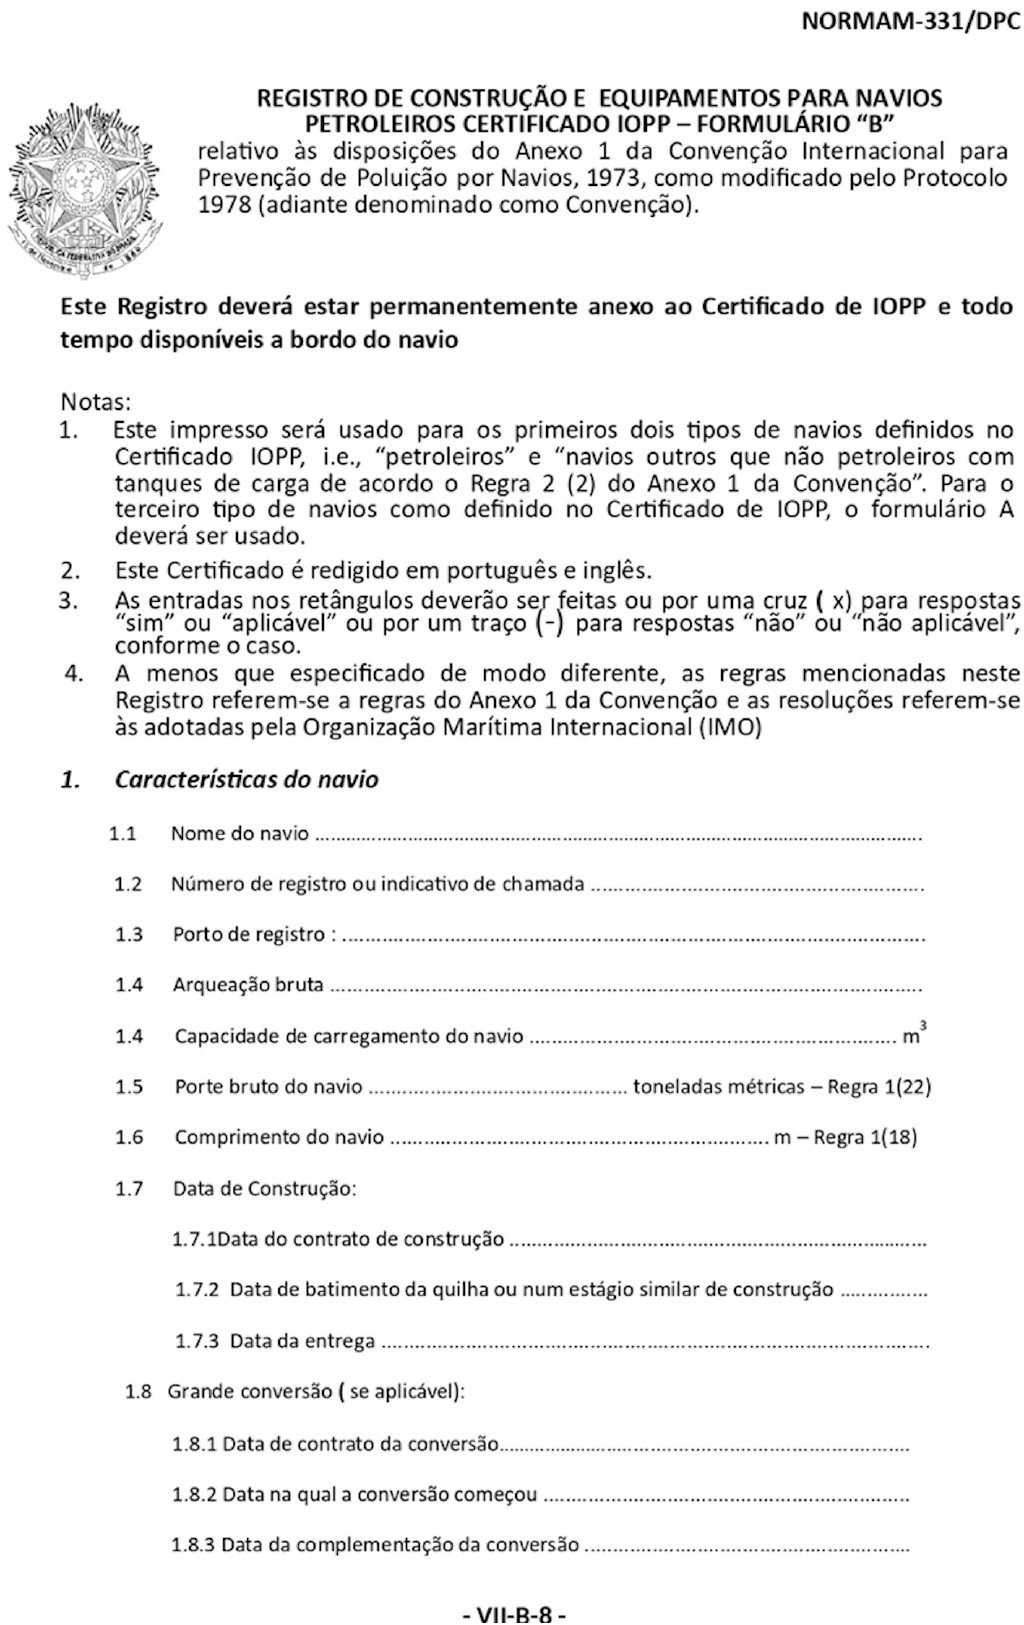 NORMAM-331/DPC
REGISTRO DE CONSTRUÇÃO E EQUIPAMENTOS PARA NAVIOS
PETROLEIROS CERTIFICADO IOPP – FORMULÁRIO “B”
relativo às disposições do Anexo 1 da Convenção Internacional para
Prevenção de Poluição por Navios, 1973, como modificado pelo Protocolo
1978 (adiante denominado como Convenção).
Este Registro deverá estar permanentemente anexo ao Certificado de IOPP e todo
tempo disponíveis a bordo do navio
Notas:
1. Este impresso será usado para os primeiros dois tipos de navios definidos no
Certificado IOPP, i.e., “petroleiros” e “navios outros que não petroleiros com
tanques de carga de acordo o Regra 2 (2) do Anexo 1 da Convenção”. Para o
terceiro tipo de navios como definido no Certificado de IOPP, o formulário A
deverá ser usado.
2. Este Certificado é redigido em português e inglês.
3. As entradas nos retângulos deverão ser feitas ou por uma cruz ( x) para respostas
“sim” ou “aplicável” ou por um traço (-) para respostas “não” ou “não aplicável”,
conforme o caso.
4. A menos que especificado de modo diferente, as regras mencionadas neste
Registro referem-se a regras do Anexo 1 da Convenção e as resoluções referem-se
às adotadas pela Organização Marítima Internacional (IMO)
1. Características do navio
1.1 Nome do navio ..........................................................................................................
1.2 Número de registro ou indicativo de chamada ..........................................................
1.3 Porto de registro : .....................................................................................................
1.4 Arqueação bruta .......................................................................................................
1.4 Capacidade de carregamento do navio ................................................................ m³
1.5 Porte bruto do navio ............................................. toneladas métricas – Regra 1(22)
1.6 Comprimento do navio .................................................................. m – Regra 1(18)
1.7 Data de Construção:
1.7.1Data do contrato de construção .........................................................................
1.7.2 Data de batimento da quilha ou num estágio similar de construção ................
1.7.3 Data da entrega ................................................................................................
1.8 Grande conversão ( se aplicável):
1.8.1 Data de contrato da conversão........................................................................
1.8.2 Data na qual a conversão começou ................................................................
1.8.3 Data da complementação da conversão .........................................................
- VII-B-8 -